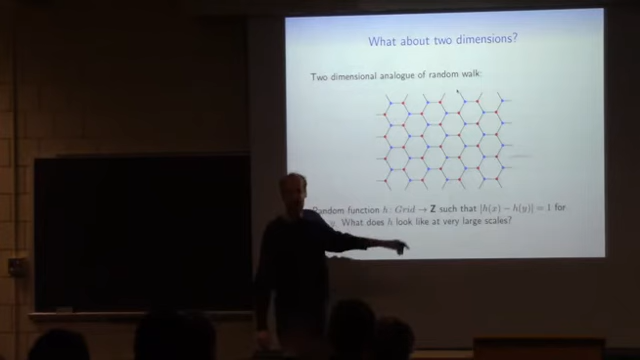 What about two dimensions?
Two dimensional analogue of random walk:
Random function h : Grid → Z such that |h(x) − h(y)| = 1 for
What does h look like at very large scales?